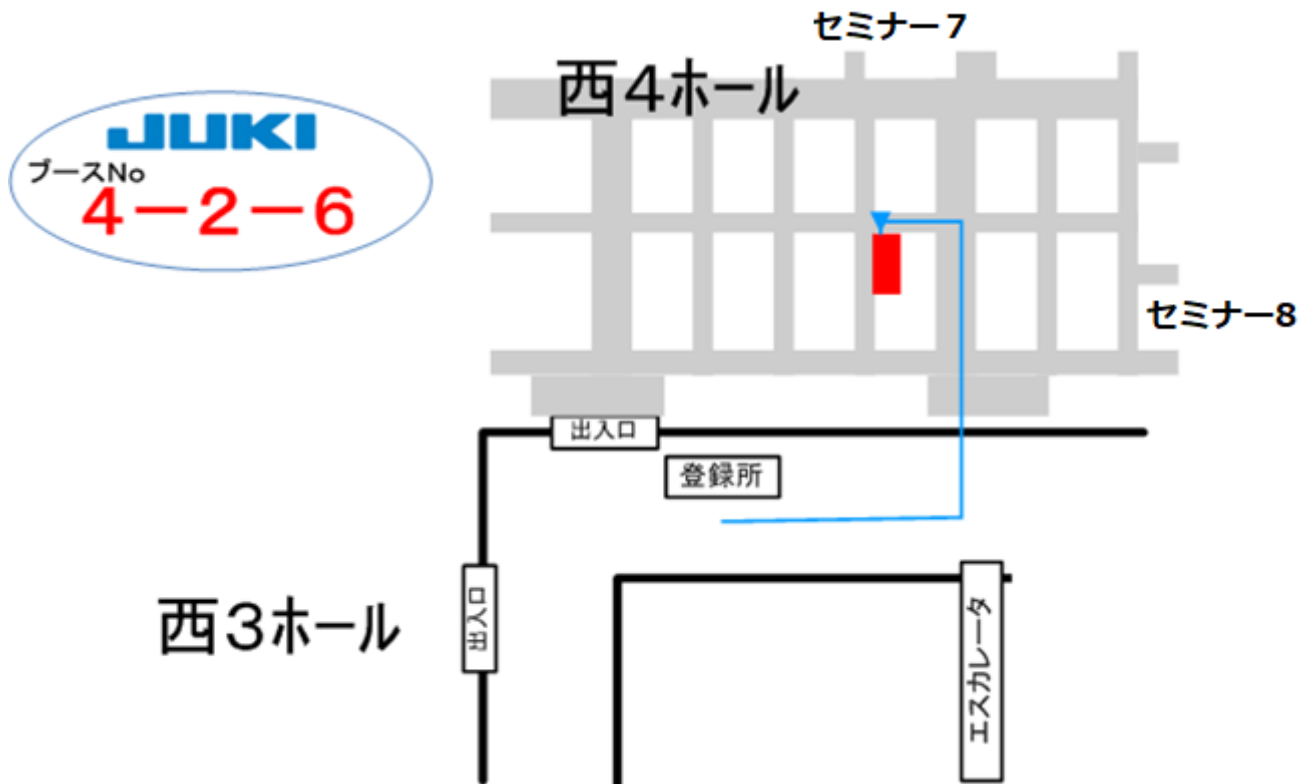 セミナー７
西４ホール
JUKI
ブースNo
４－２－６
セミナー8
出入口
登録所
西３ホール
出入口
エスカレータ